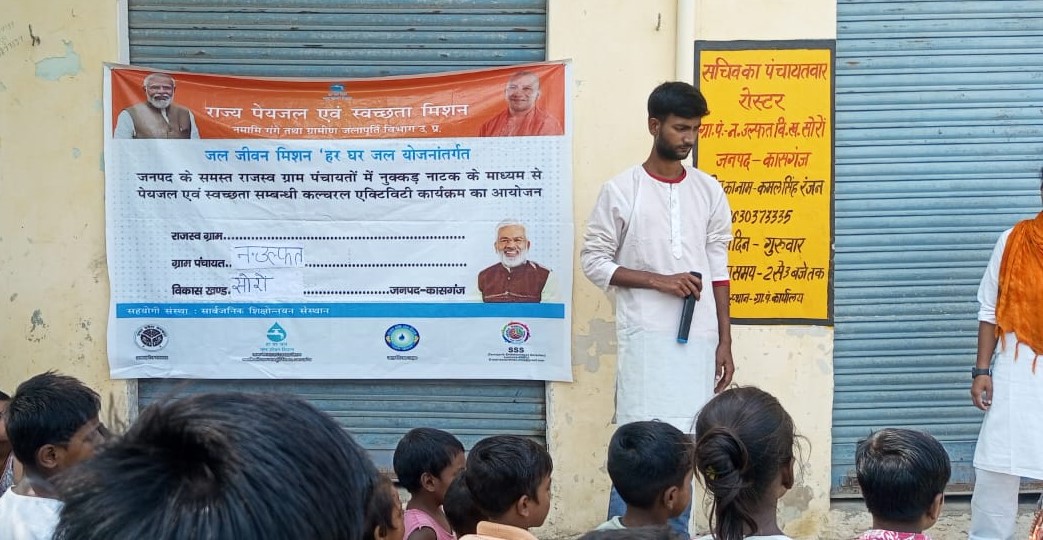 राज्य पेयजल एवं स्वच्छता मिशन
नमामि गंगे तथा ग्रामीण जलापूर्ति विभाग उ. प्र.
जल जीवन मिशन 'हर घर जल योजनांतर्गत
जनपद के समस्त राजस्व ग्राम पंचायतों में नुक्कड़ नाटक के माध्यम से
पेयजल एवं स्वच्छता सम्बन्धी कल्चरल एक्टिविटी कार्यक्रम का आयोजन
राजस्व ग्राम
ग्राम पंचायत.. न.उल्फत
विकास खण्ड. सोरों जनपद-कासगंज
सहयोगी संस्था : सार्वजनिक शिक्षोन्नयन संस्थान
SSS
सचिव का पंचायतवार
रोस्टर
ग्रा.पं.-न.उल्फत वि.ख. सोरों
जनपद-कासगंज
का नाम-कमल सिंह रंजन
630373335
दिन - गुरुवार
समय-2 से 3 बजे तक
स्थान-ग्रा.पं. कार्यालय